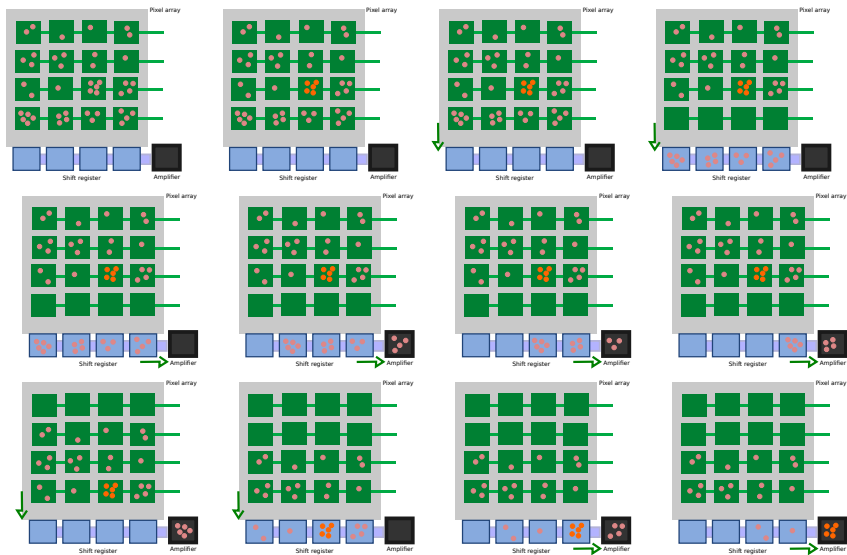 Pixel array
Pixel array
Pixel array
Pixel array
Shift register
Amplifier
Shift register
Amplifier
Shift register
Amplifier
Shift register
Amplifier
Pixel array
Pixel array
Pixel array
Pixel array
Shift register
Amplifier
Shift register
Amplifier
Shift register
Amplifier
Shift register
Amplifier
Pixel array
Pixel array
Pixel array
Pixel array
Shift register
Amplifier
Shift register
Amplifier
Shift register
Amplifier
Shift register
Amplifier